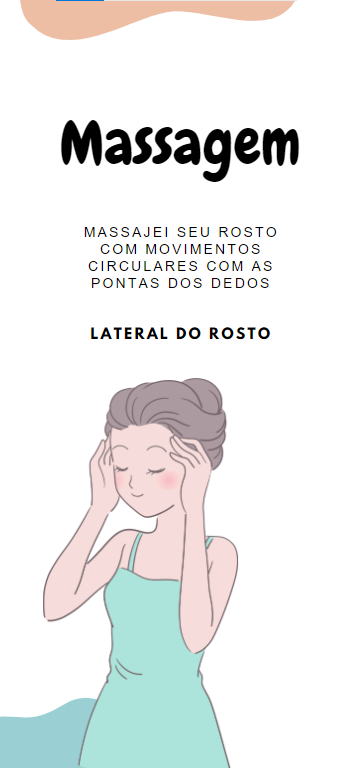 Massagem
MASSAJEI SEU ROSTO
COM MOVIMENTOS
CIRCULARES COM AS
PONTAS DOS DEDOS
LATERAL DO ROSTO